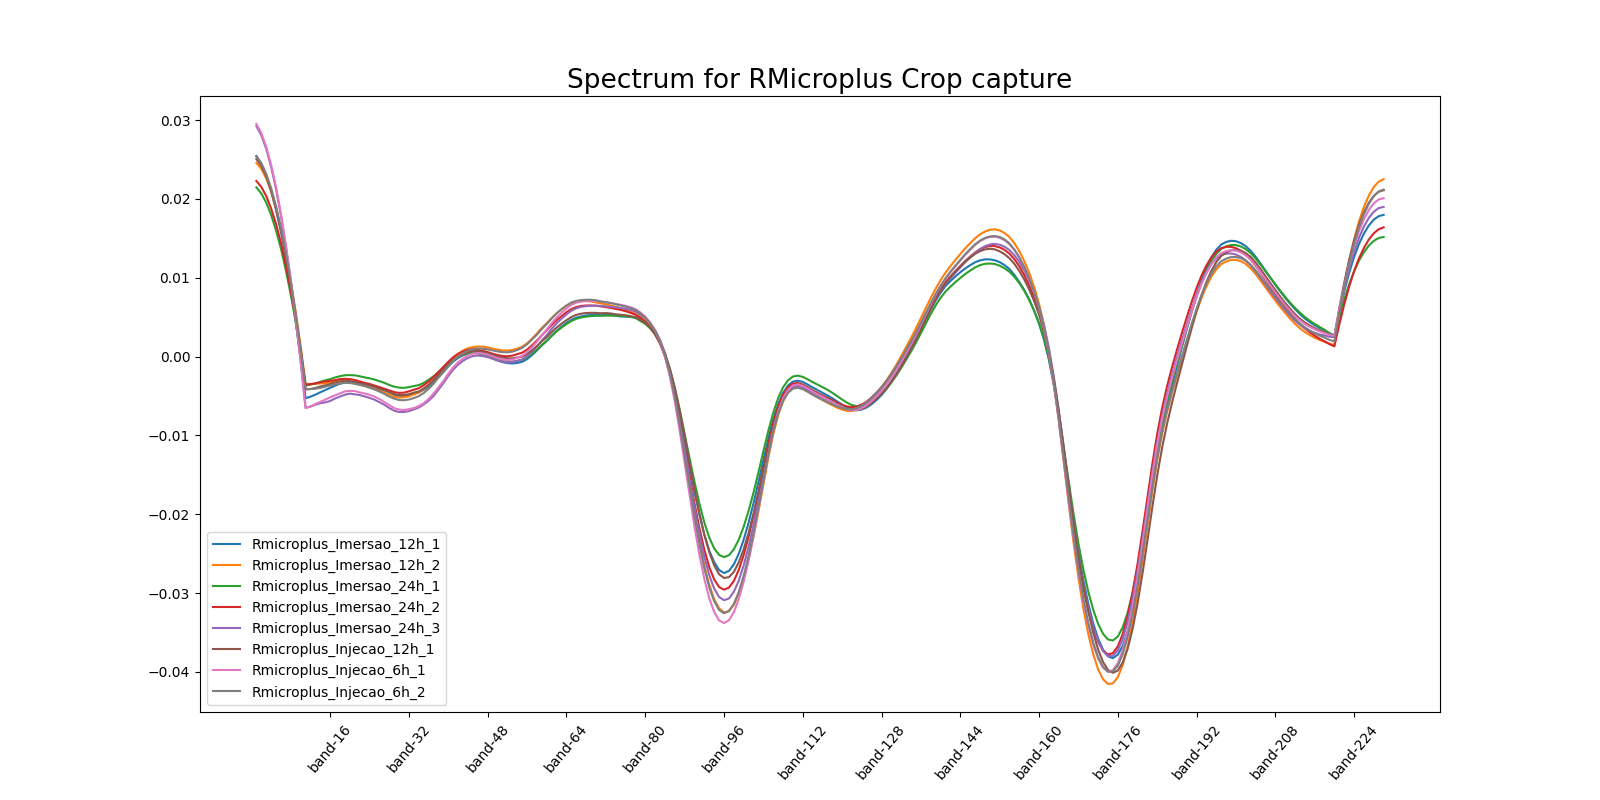 Spectrum for RMicroplus Crop capture
0.03
0.02
0.01
0.00
−0.01
−0.02
−0.03
−0.04
Rmicroplus_Imersao_12h_1
Rmicroplus_Imersao_12h_2
Rmicroplus_Imersao_24h_1
Rmicroplus_Imersao_24h_2
Rmicroplus_Imersao_24h_3
Rmicroplus_Injecao_12h_1
Rmicroplus_Injecao_6h_1
Rmicroplus_Injecao_6h_2
band-16
band-32
band-48
band-64
band-80
band-96
band-112
band-128
band-144
band-160
band-176
band-192
band-208
band-224